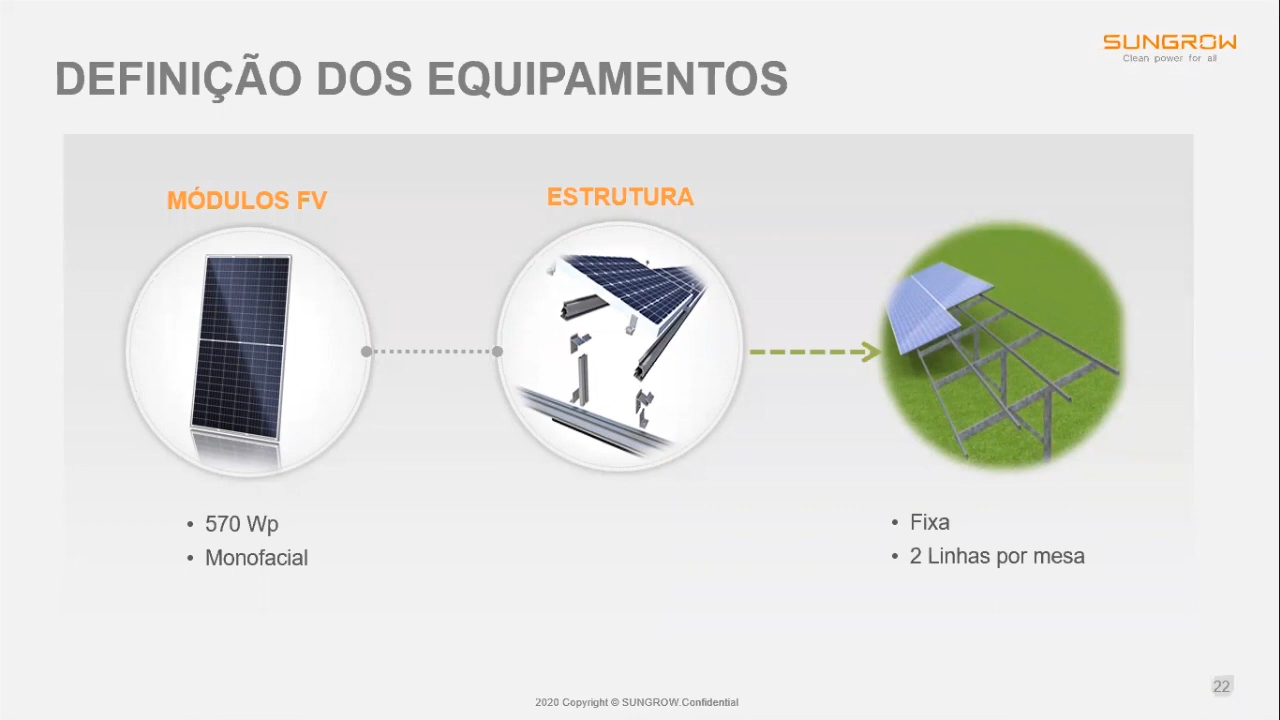 SUNGROW
Clean power for all
DEFINIÇÃO DOS EQUIPAMENTOS
MÓDULOS FV
ESTRUTURA
• 570 Wp
• Monofacial
• Fixa
• 2 Linhas por mesa
2020 Copyright © SUNGROW Confidential
22